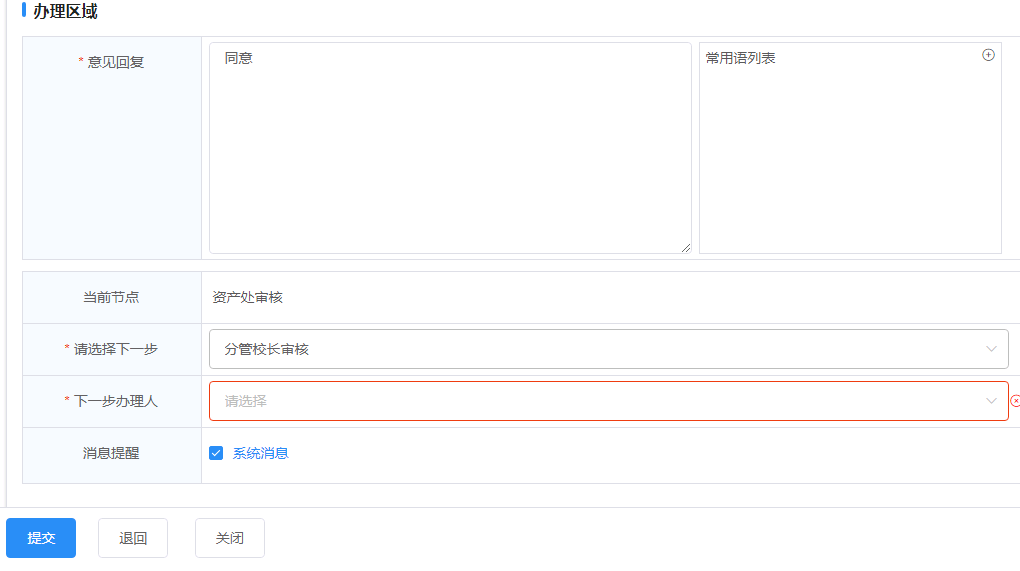 办理区域
* 意见回复
同意
常用语列表
当前节点
资产处审核
* 请选择下一步
分管校长审核
* 下一步办理人
请选择
消息提醒
系统消息
提交
退回
关闭